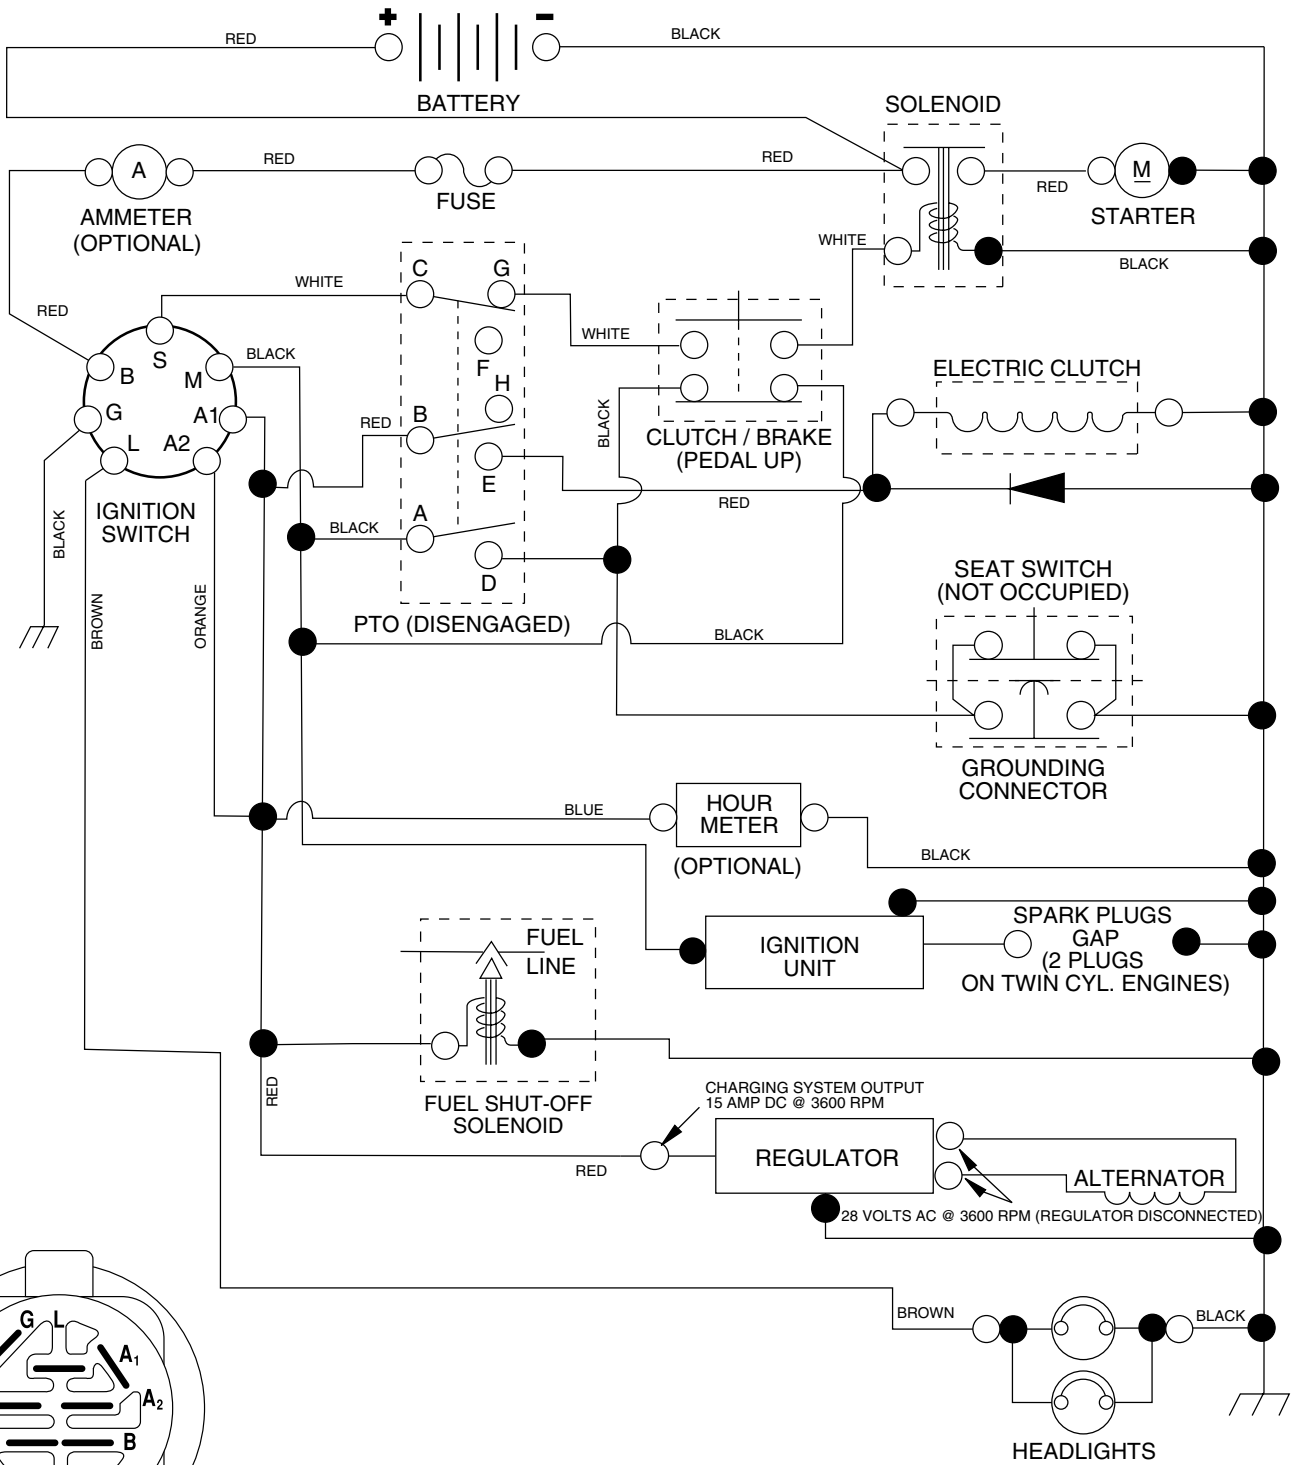 +
-
RED
BLACK
BATTERY
SOLENOID
A
RED
RED
FUSE
RED
M
AMMETER
(OPTIONAL)
STARTER
WHITE
BLACK
C
G
WHITE
RED
WHITE
F
H
S
BLACK
B
M
G
A1
L
A2
RED
B
E
BLACK
CLUTCH / BRAKE
(PEDAL UP)
ELECTRIC CLUTCH
RED
IGNITION
SWITCH
BLACK
BLACK
A
D
PTO (DISENGAGED)
BROWN
ORANGE
BLACK
SEAT SWITCH
(NOT OCCUPIED)
GROUNDING
CONNECTOR
BLUE
HOUR
METER
(OPTIONAL)
BLACK
IGNITION
UNIT
SPARK PLUGS
GAP
(2 PLUGS
ON TWIN CYL. ENGINES)
FUEL
LINE
FUEL SHUT-OFF
SOLENOID
RED
CHARGING SYSTEM OUTPUT
15 AMP DC @ 3600 RPM
RED
REGULATOR
ALTERNATOR
28 VOLTS AC @ 3600 RPM (REGULATOR DISCONNECTED)
BROWN
BLACK
HEADLIGHTS
G
L
A1
A2
B